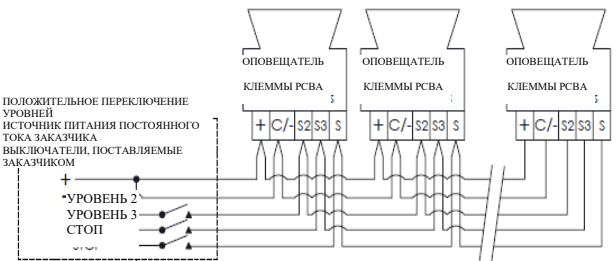 ОПОВЕЩАТЕЛЬ
КЛЕММЫ PCBA
+ C/- S2 S3 S
ОПОВЕЩАТЕЛЬ
КЛЕММЫ PCBA
+ C/- S2 S3 S
ОПОВЕЩАТЕЛЬ
КЛЕММЫ PCBA
+ C/- S2 S3 S
ПОЛОЖИТЕЛЬНОЕ ПЕРЕКЛЮЧЕНИЕ
УРОВНЕЙ
ИСТОЧНИК ПИТАНИЯ ПОСТОЯННОГО
ТОКА ЗАКАЗЧИКА
ВЫКЛЮЧАТЕЛИ, ПОСТАВЛЯЕМЫЕ
ЗАКАЗЧИКОМ
+
УРОВЕНЬ 2
УРОВЕНЬ 3
СТОП